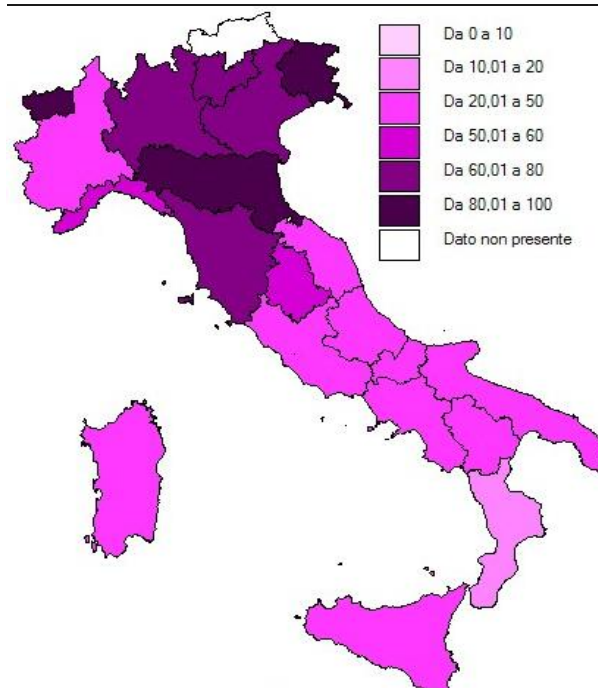 Da 0 a 10
Da 10,01 a 20
Da 20,01 a 50
Da 50,01 a 60
Da 60,01 a 80
Da 80,01 a 100
Dato non presente